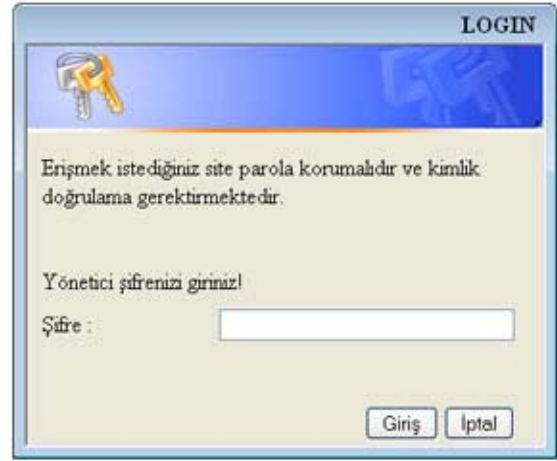 LOGIN
Erişmek istediğiniz site parola korumalıdır ve kimlik
doğrulama gerektirmektedir.
Yönetici şifrenizi giriniz!
Şifre :
Giriş İptal